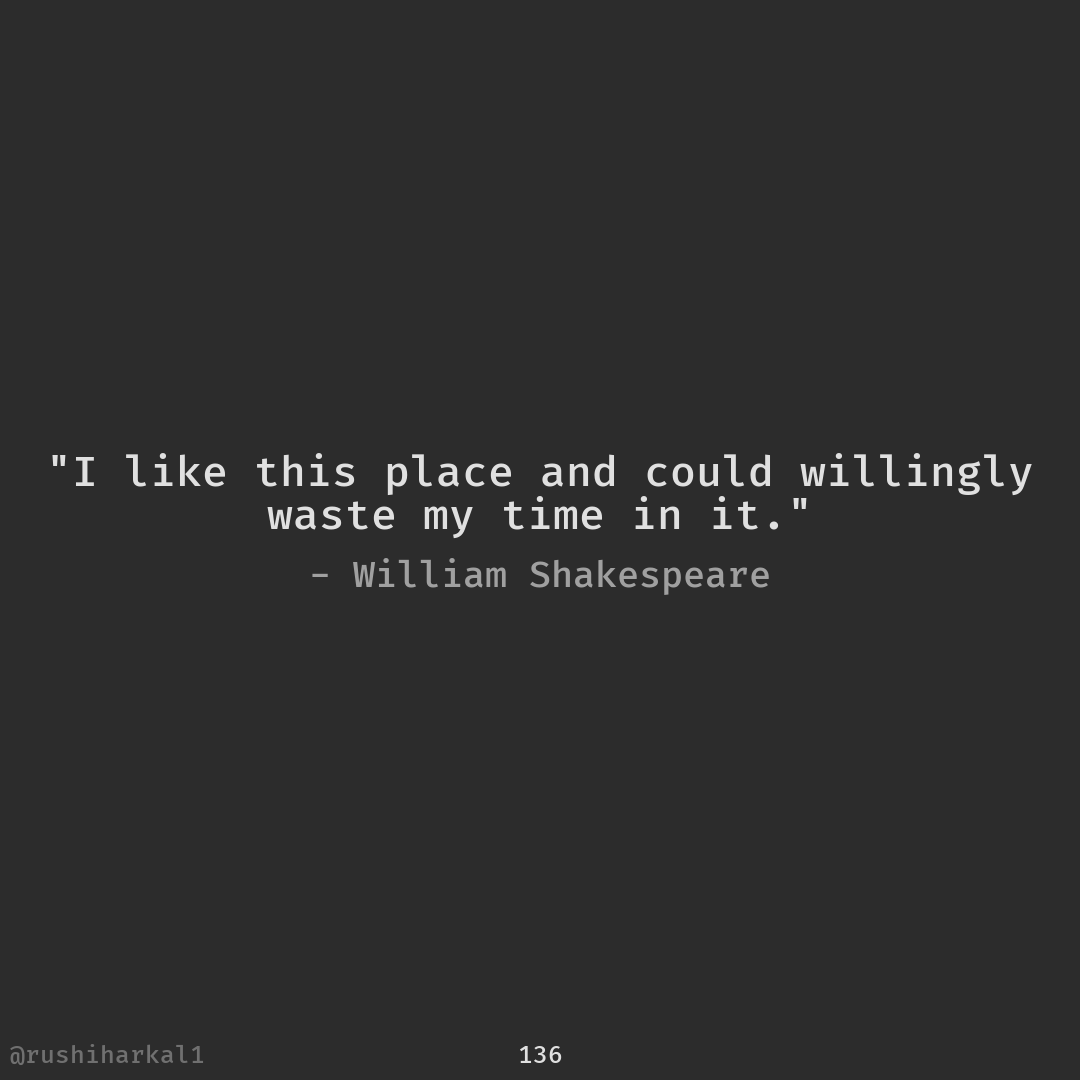 "I like this place and could willingly
waste my time in it."
- William Shakespeare
@rushiharkal1
136